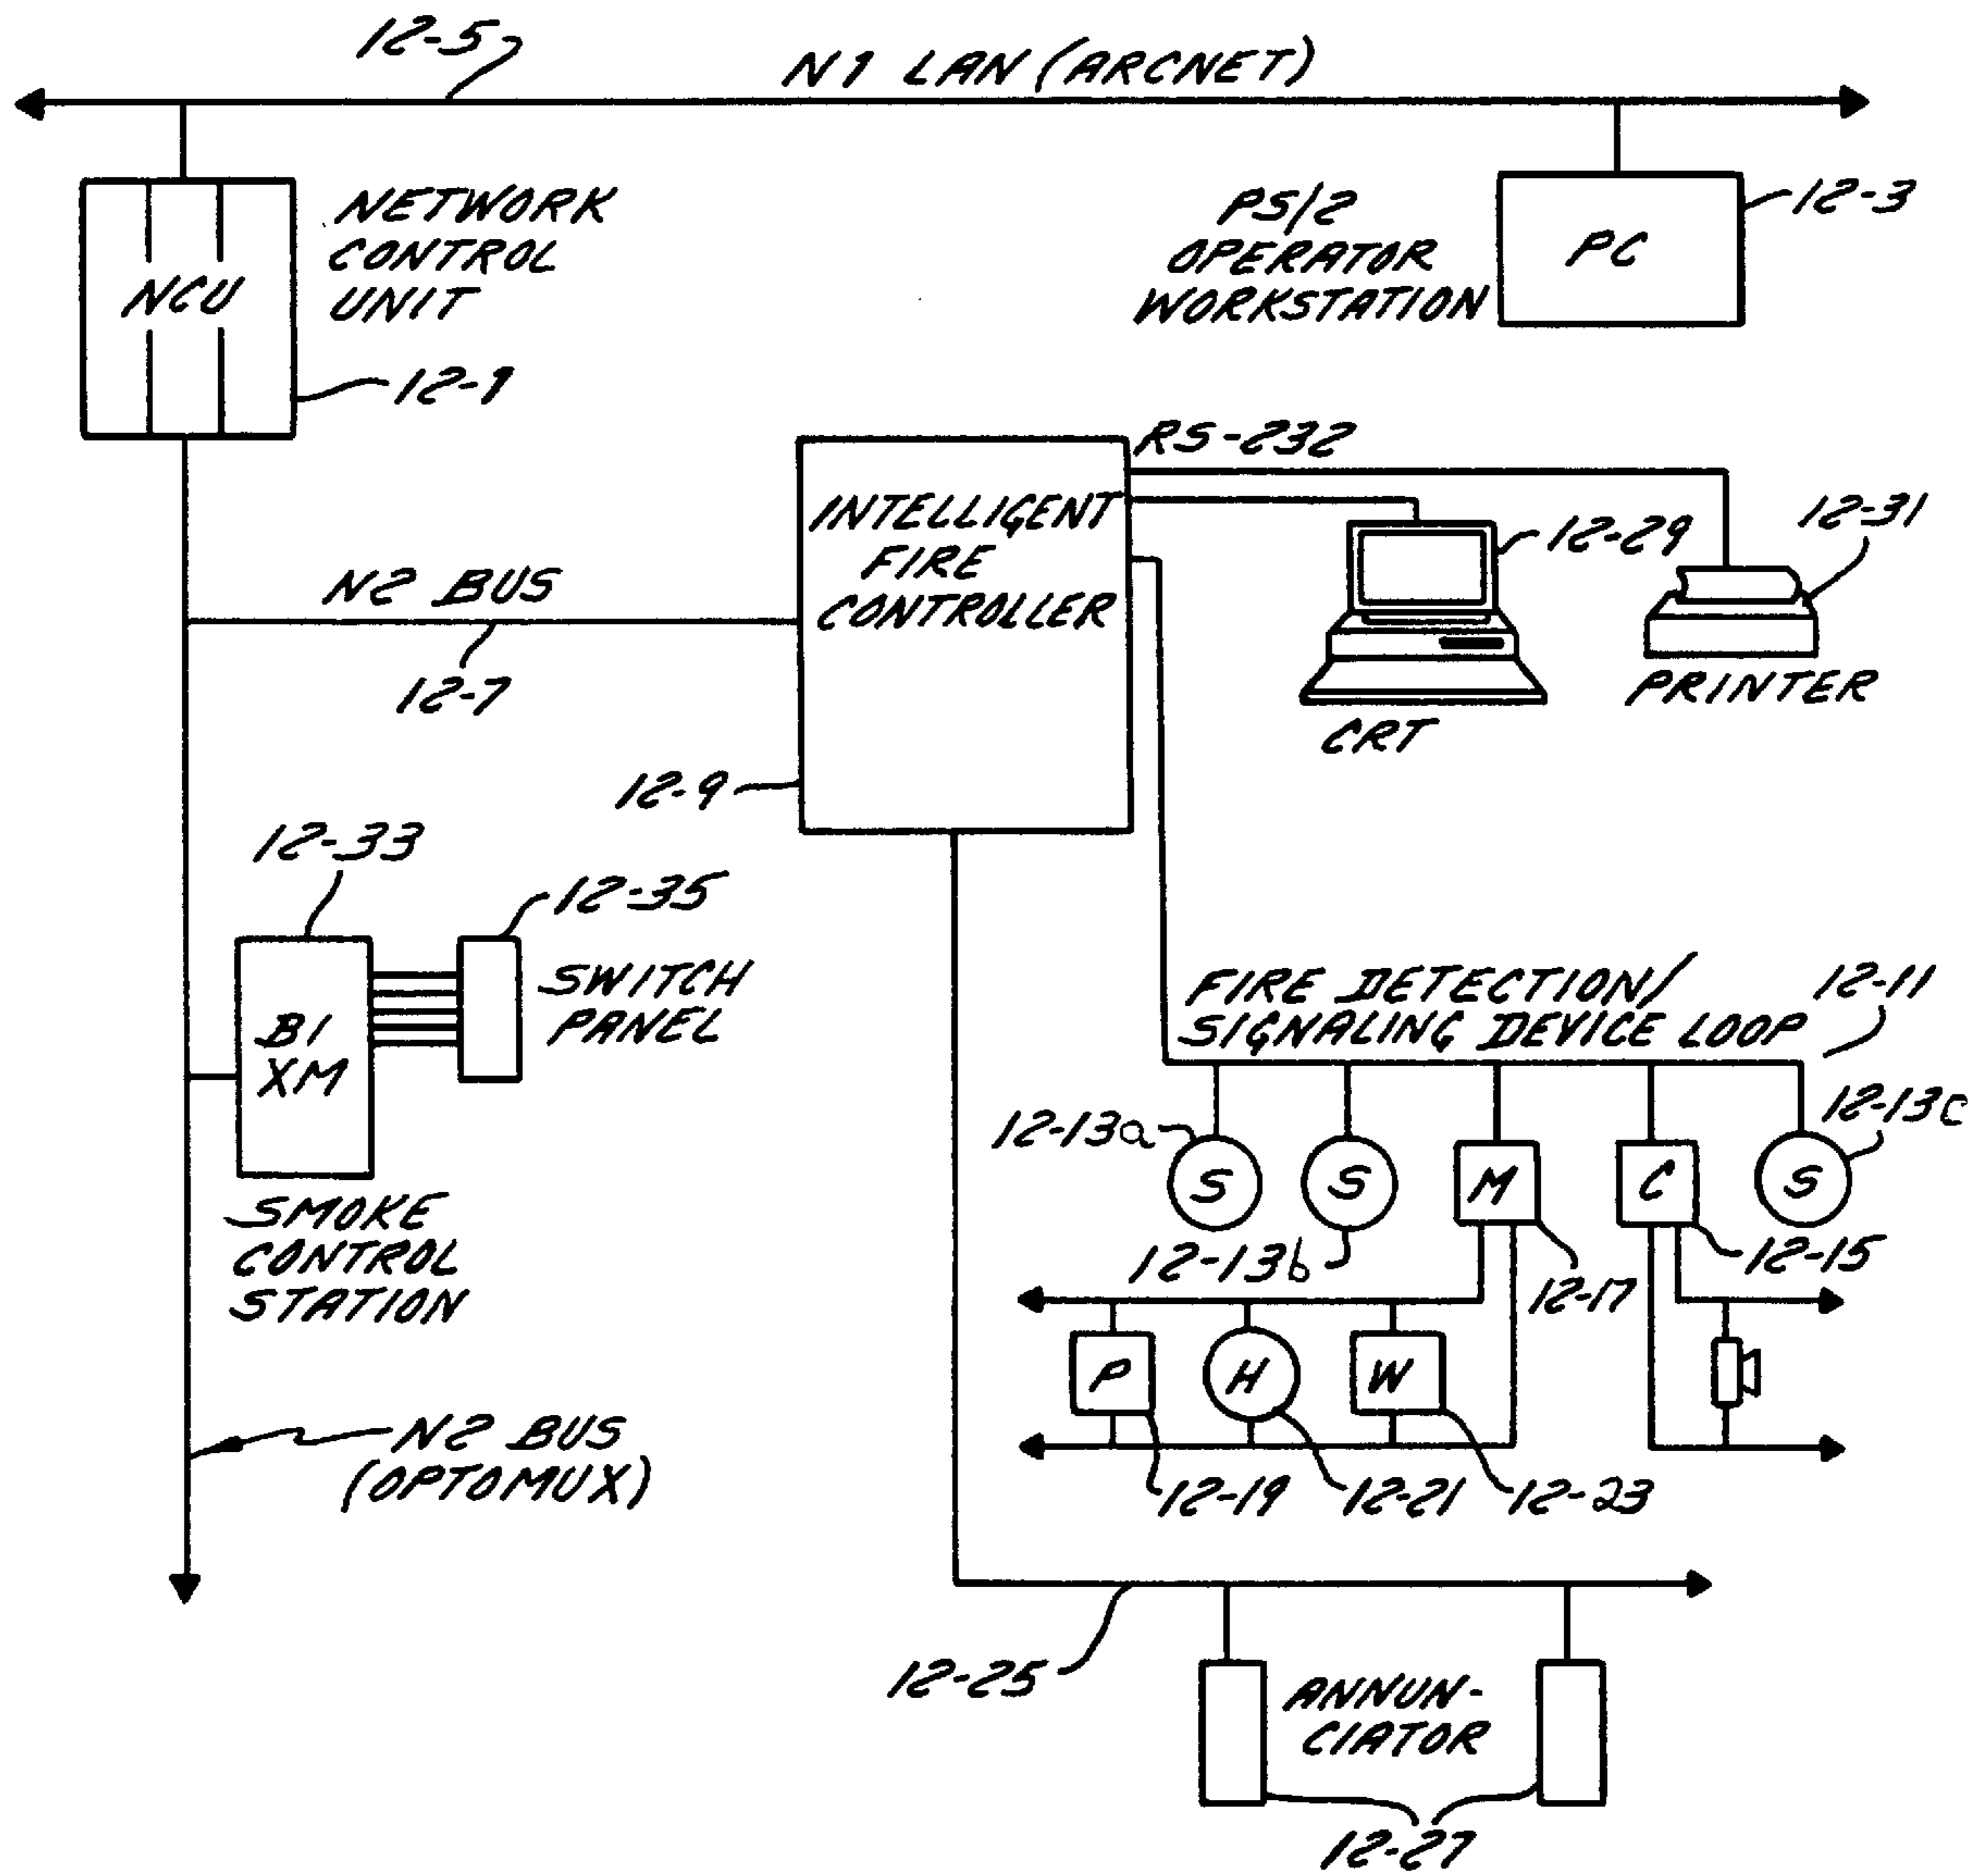 12-5
N1 LAN (ARCNET)
NCU
NETWORK
CONTROL
UNIT
12-1
PS/2
OPERATOR
WORKSTATION
PC
12-3
RS-232
INTELLIGENT
FIRE
CONTROLLER
12-29
12-31
CRT
PRINTER
N2 BUS
12-7
12-9
12-33
12-35
SWITCH
PANEL
B1
XM
SMOKE
CONTROL
STATION
FIRE DETECTION/
SIGNALING DEVICE LOOP
12-11
12-13a
12-13c
S
S
M
C
S
12-13b
12-17
12-15
P
H
W
12-19
12-21
12-23
N2 BUS
(OPTOMUX)
12-25
ANNUN-
CIATOR
12-27